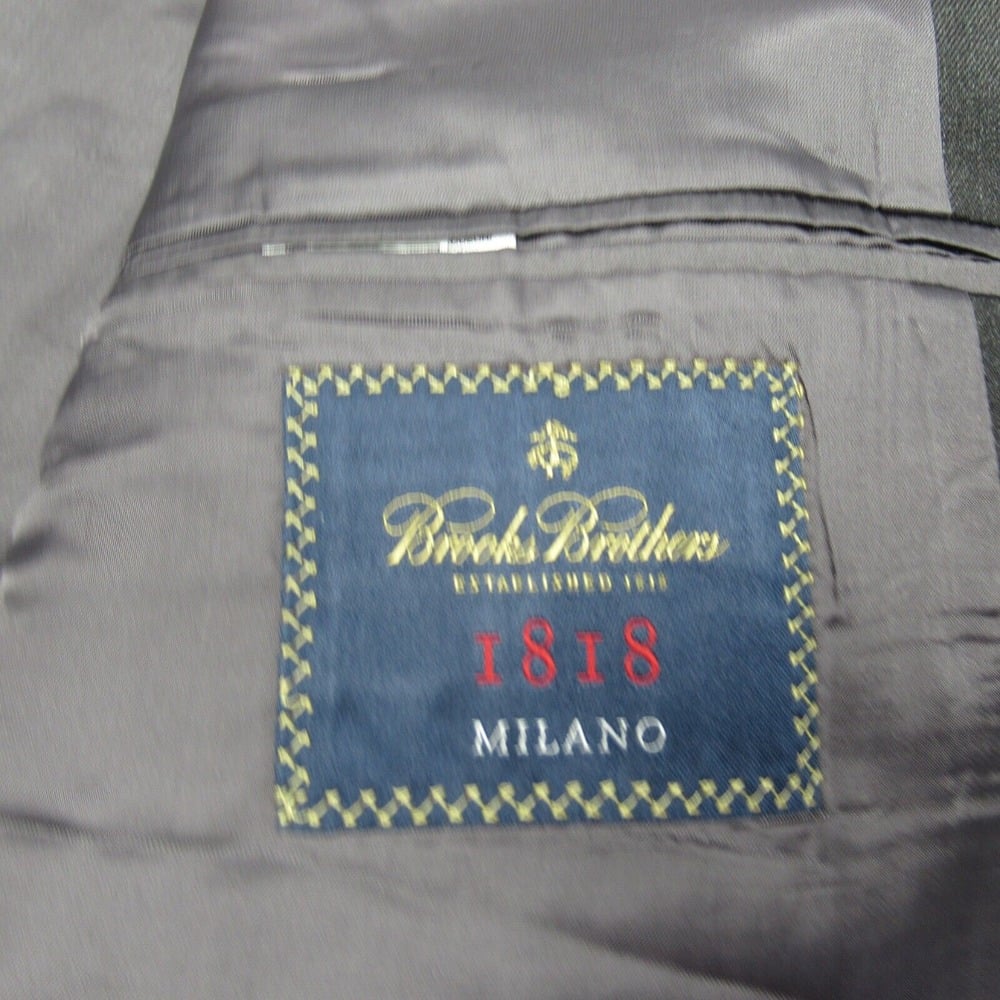 Brooks Brothers
ESTABLISHED 1818
1818
MILANO